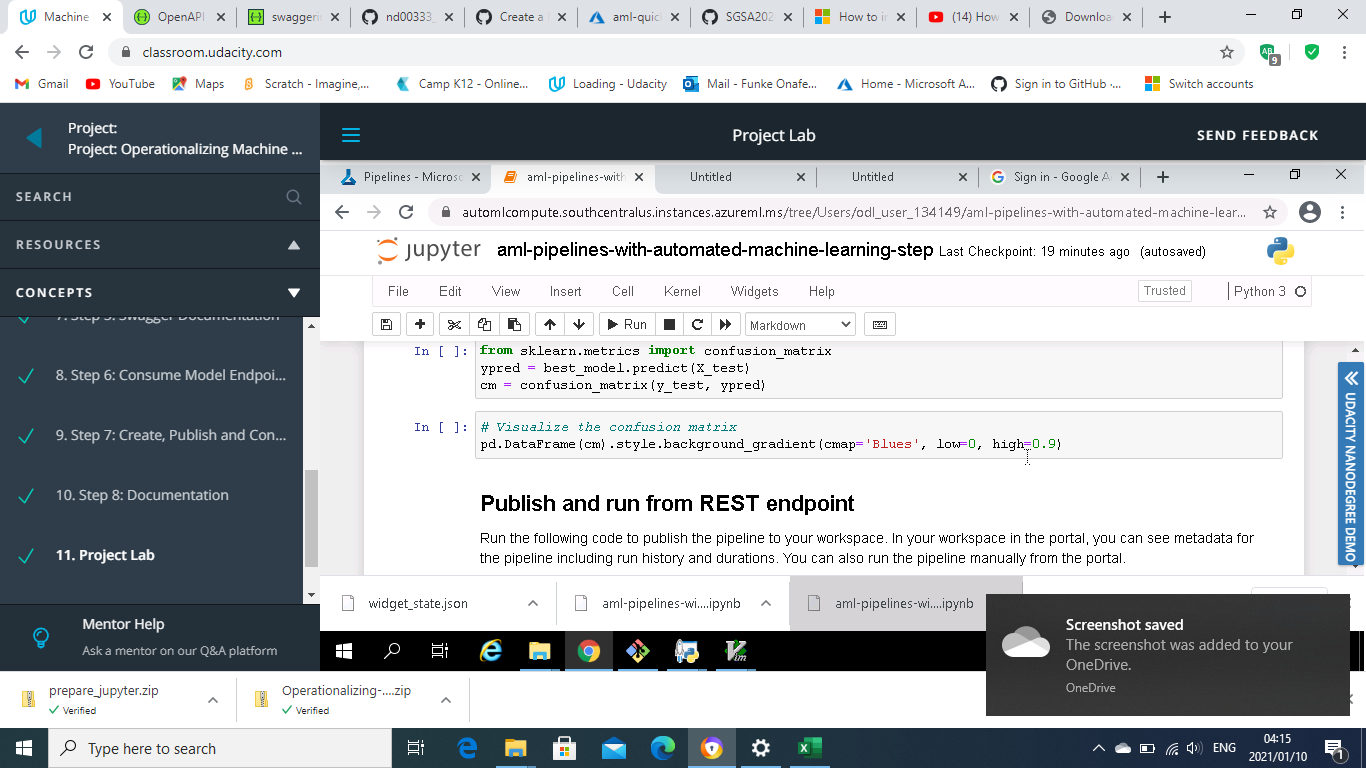 Machine
OpenAPI
swaggerin
nd00333_
Create a
aml-quic
SGSA202
How to in
(14) How
Downloa
classroom.udacity.com
9
Gmail
YouTube
Maps
Scratch - Imagine,...
Camp K12 - Online...
Loading - Udacity
Mail - Funke Onafe...
Home - Microsoft A...
Sign in to GitHub ·...
Switch accounts
Project:
Project: Operationalizing Machine ...
Project Lab
SEND FEEDBACK
SEARCH
RESOURCES
CONCEPTS
7. Step 5: Swagger Documentation
8. Step 6: Consume Model Endpoi...
9. Step 7: Create, Publish and Con...
10. Step 8: Documentation
11. Project Lab
Mentor Help
Ask a mentor on our Q&A platform
Pipelines - Microso
aml-pipelines-with
Untitled
Untitled
Sign in - Google A
automlcompute.southcentralus.instances.azureml.ms/tree/Users/odl_user_134149/aml-pipelines-with-automated-machine-lear...
jupyter aml-pipelines-with-automated-machine-learning-step Last Checkpoint: 19 minutes ago (autosaved)
File Edit View Insert Cell Kernel Widgets Help
Trusted
Python 3
Run
Markdown
In [ ]: from sklearn.metrics import confusion_matrix
ypred = best_model.predict(X_test)
cm = confusion_matrix(y_test, ypred)
In [ ]: # Visualize the confusion matrix
pd.DataFrame(cm).style.background_gradient(cmap='Blues', low=0, high=0.9)
Publish and run from REST endpoint
Run the following code to publish the pipeline to your workspace. In your workspace in the portal, you can see metadata for
the pipeline including run history and durations. You can also run the pipeline manually from the portal.
UDACITY NANODEGREE DEMO
widget_state.json
aml-pipelines-wi....ipynb
aml-pipelines-wi....ipynb
Screenshot saved
The screenshot was added to your
OneDrive.
OneDrive
prepare_jupyter.zip
Verified
Operationalizing-....zip
Verified
Type here to search
ENG
04:15
2021/01/10
1